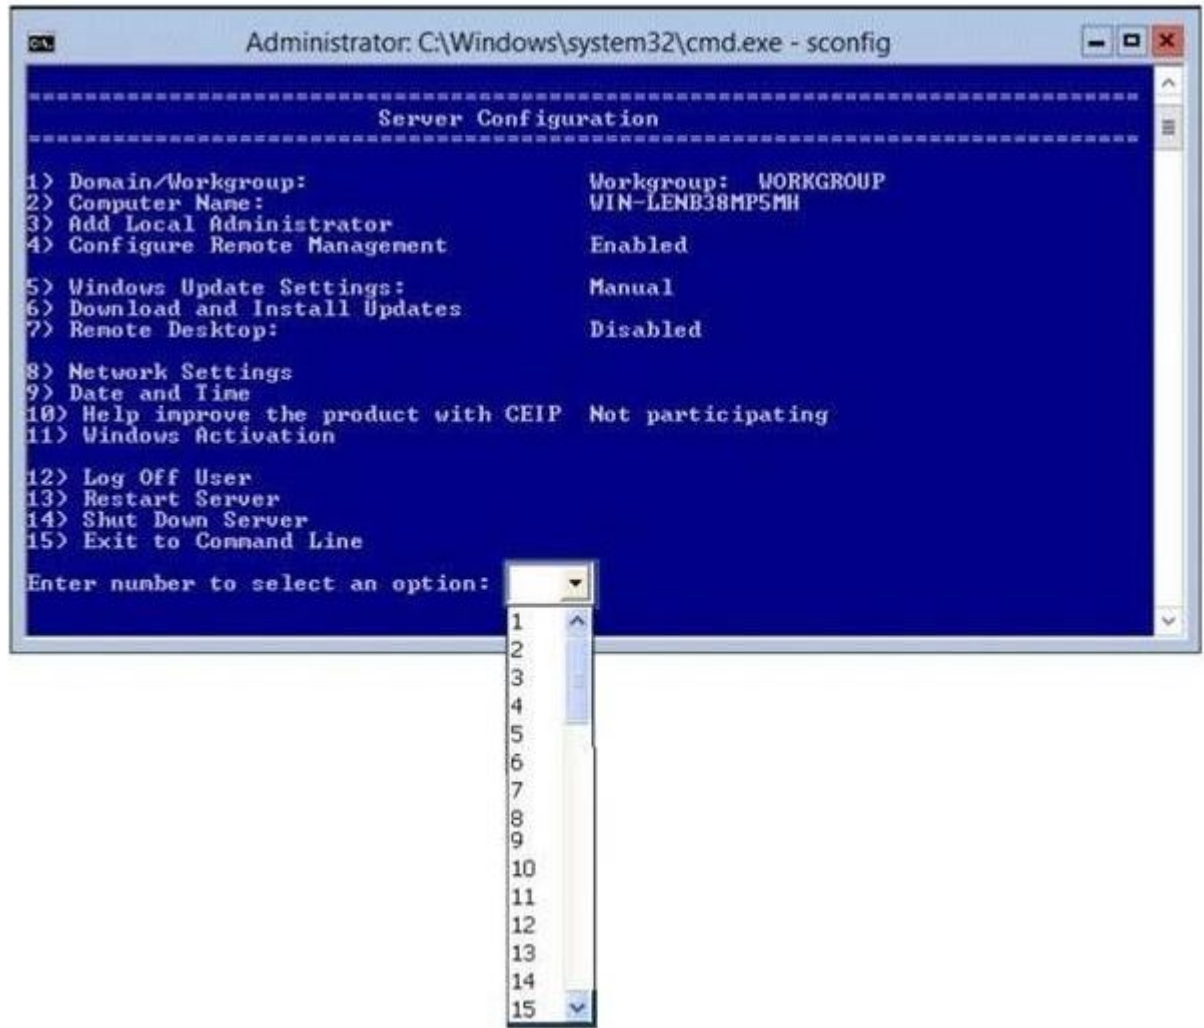 Administrator: C:\Windows\system32\cmd.exe - sconfig
===============================================================================
Server Configuration
===============================================================================
1) Domain/Workgroup: Workgroup: WORKGROUP
2) Computer Name: WIN-LENB38MP5MH
3) Add Local Administrator
4) Configure Remote Management Enabled
5) Windows Update Settings: Manual
6) Download and Install Updates
7) Remote Desktop: Disabled
8) Network Settings
9) Date and Time
10) Help improve the product with CEIP Not participating
11) Windows Activation
12) Log Off User
13) Restart Server
14) Shut Down Server
15) Exit to Command Line
Enter number to select an option:
1
2
3
4
5
6
7
8
9
10
11
12
13
14
15